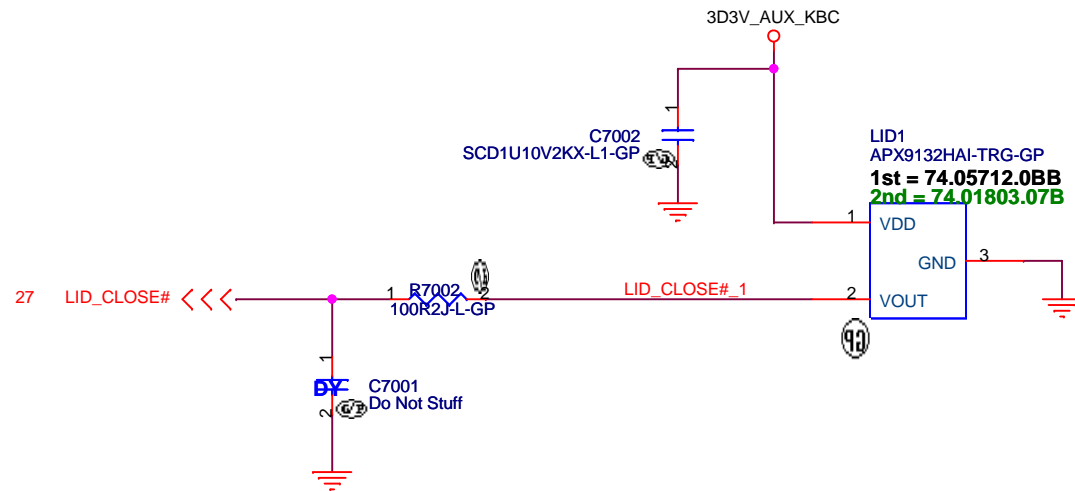 3D3V_AUX_KBC
1
C7002
SCD1U10V2KX-L1-GP
2
LID1
APX9132HAI-TRG-GP
1st = 74.05712.0BB
2nd = 74.01803.07B
1 VDD
GND 3
27 LID_CLOSE#
1 R7002 2
100R2J-L-GP
LID_CLOSE#_1
2 VOUT
GP
1
DY
C7001
Do Not Stuff
2